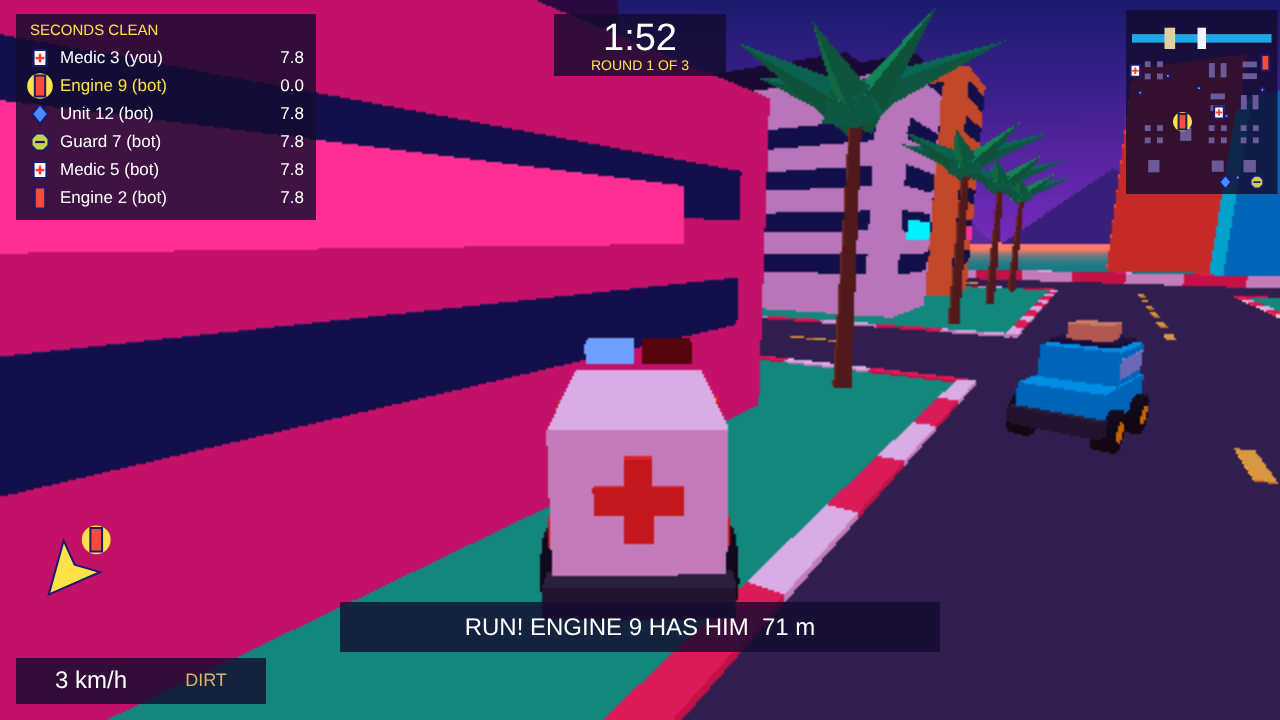 SECONDS CLEAN
Medic 3 (you) 7.8
Engine 9 (bot) 0.0
Unit 12 (bot) 7.8
Guard 7 (bot) 7.8
Medic 5 (bot) 7.8
Engine 2 (bot) 7.8
1:52
ROUND 1 OF 3
RUN! ENGINE 9 HAS HIM 71 m
3 km/h DIRT